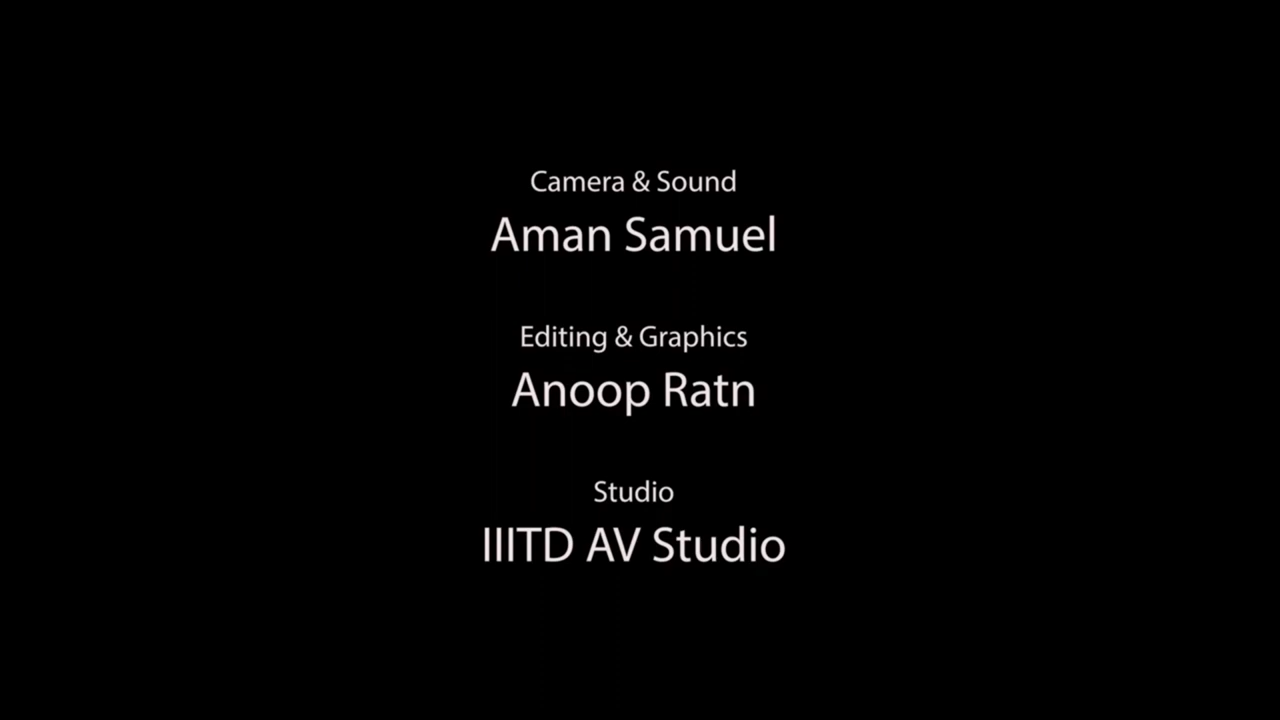 Camera & Sound
Aman Samuel
Editing & Graphics
Anoop Ratn
Studio
IIITD AV Studio